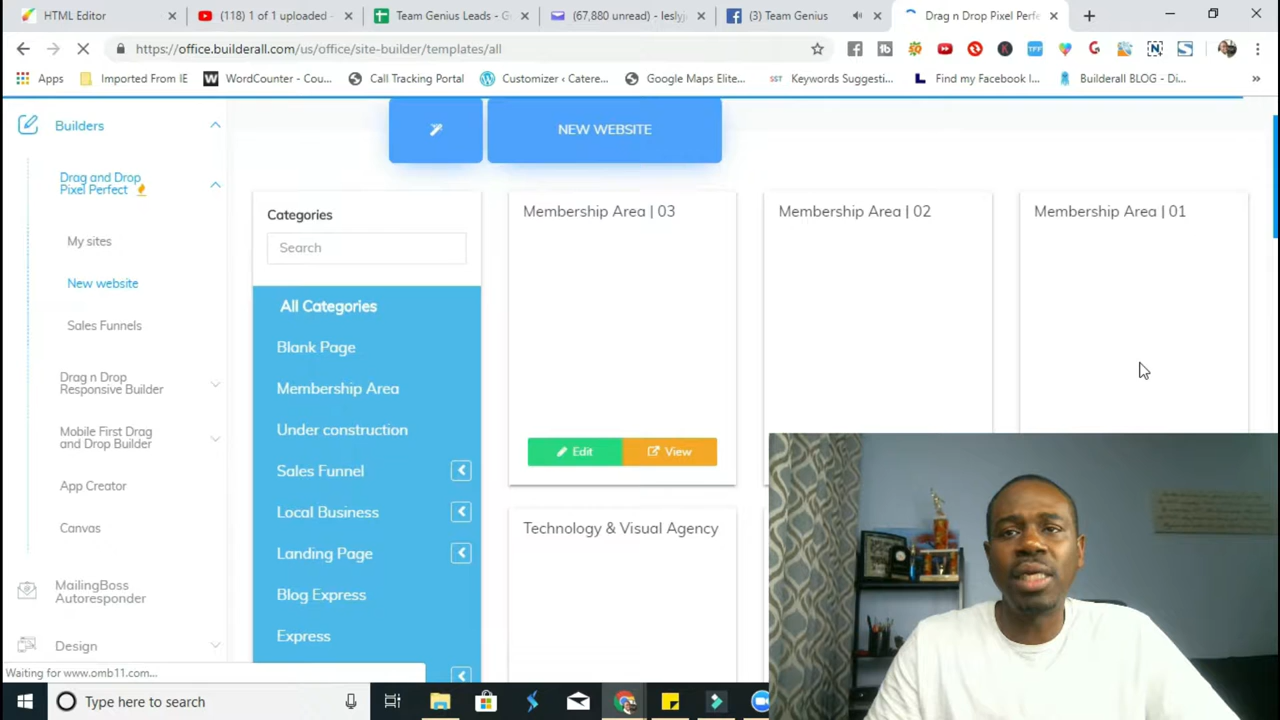 HTML Editor
(118) 1 of 1 uploaded -
Team Genius Leads - G
(67,880 unread) - leslyj
(3) Team Genius
Drag n Drop Pixel Perfe
https://office.builderall.com/us/office/site-builder/templates/all
Apps
Imported From IE
WordCounter - Cou...
Call Tracking Portal
Customizer ‹ Catere...
Google Maps Elite...
Keywords Suggesti...
Find my Facebook I...
Builderall BLOG - Di...
Builders
Drag and Drop
Pixel Perfect
My sites
New website
Sales Funnels
Drag n Drop
Responsive Builder
Mobile First Drag
and Drop Builder
App Creator
Canvas
MailingBoss
Autoresponder
Design
NEW WEBSITE
Categories
Search
All Categories
Blank Page
Membership Area
Under construction
Sales Funnel
Local Business
Landing Page
Blog Express
Express
Membership Area | 03
Membership Area | 02
Membership Area | 01
Edit
View
Technology & Visual Agency
Waiting for www.omb11.com...
Type here to search